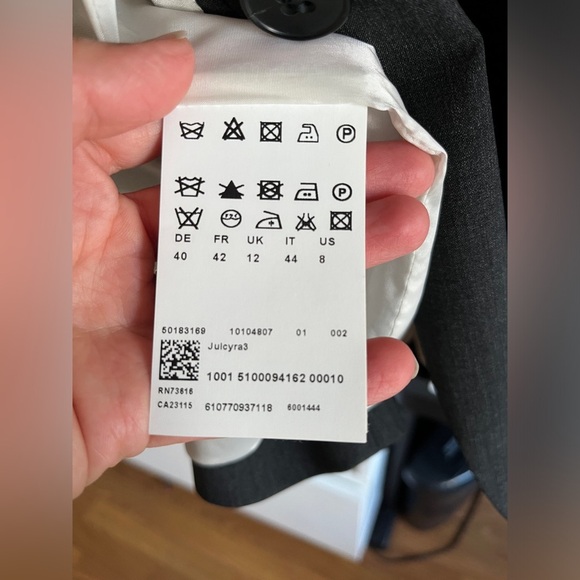 P
P
DE FR UK IT US
40 42 12 44 8
50183169 10104807 01 002
Julcyra3
1001 5100094162 00010
RN73616
CA23115 610770937118 6001444